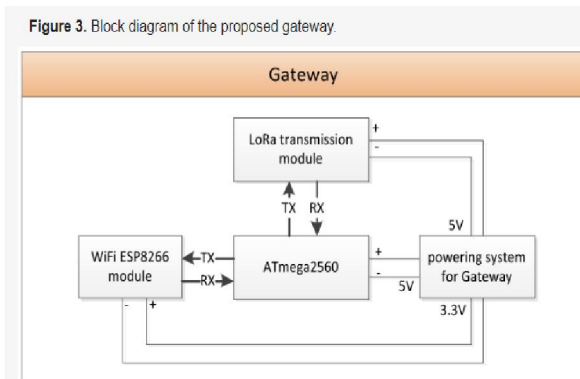 Figure 3. Block diagram of the proposed gateway.
Gateway
LoRa transmission
module
+
-
TX RX
5V
WiFi ESP8266
module
TX
RX
ATmega2560
+
-
5V
powering system
for Gateway
- +
3.3V